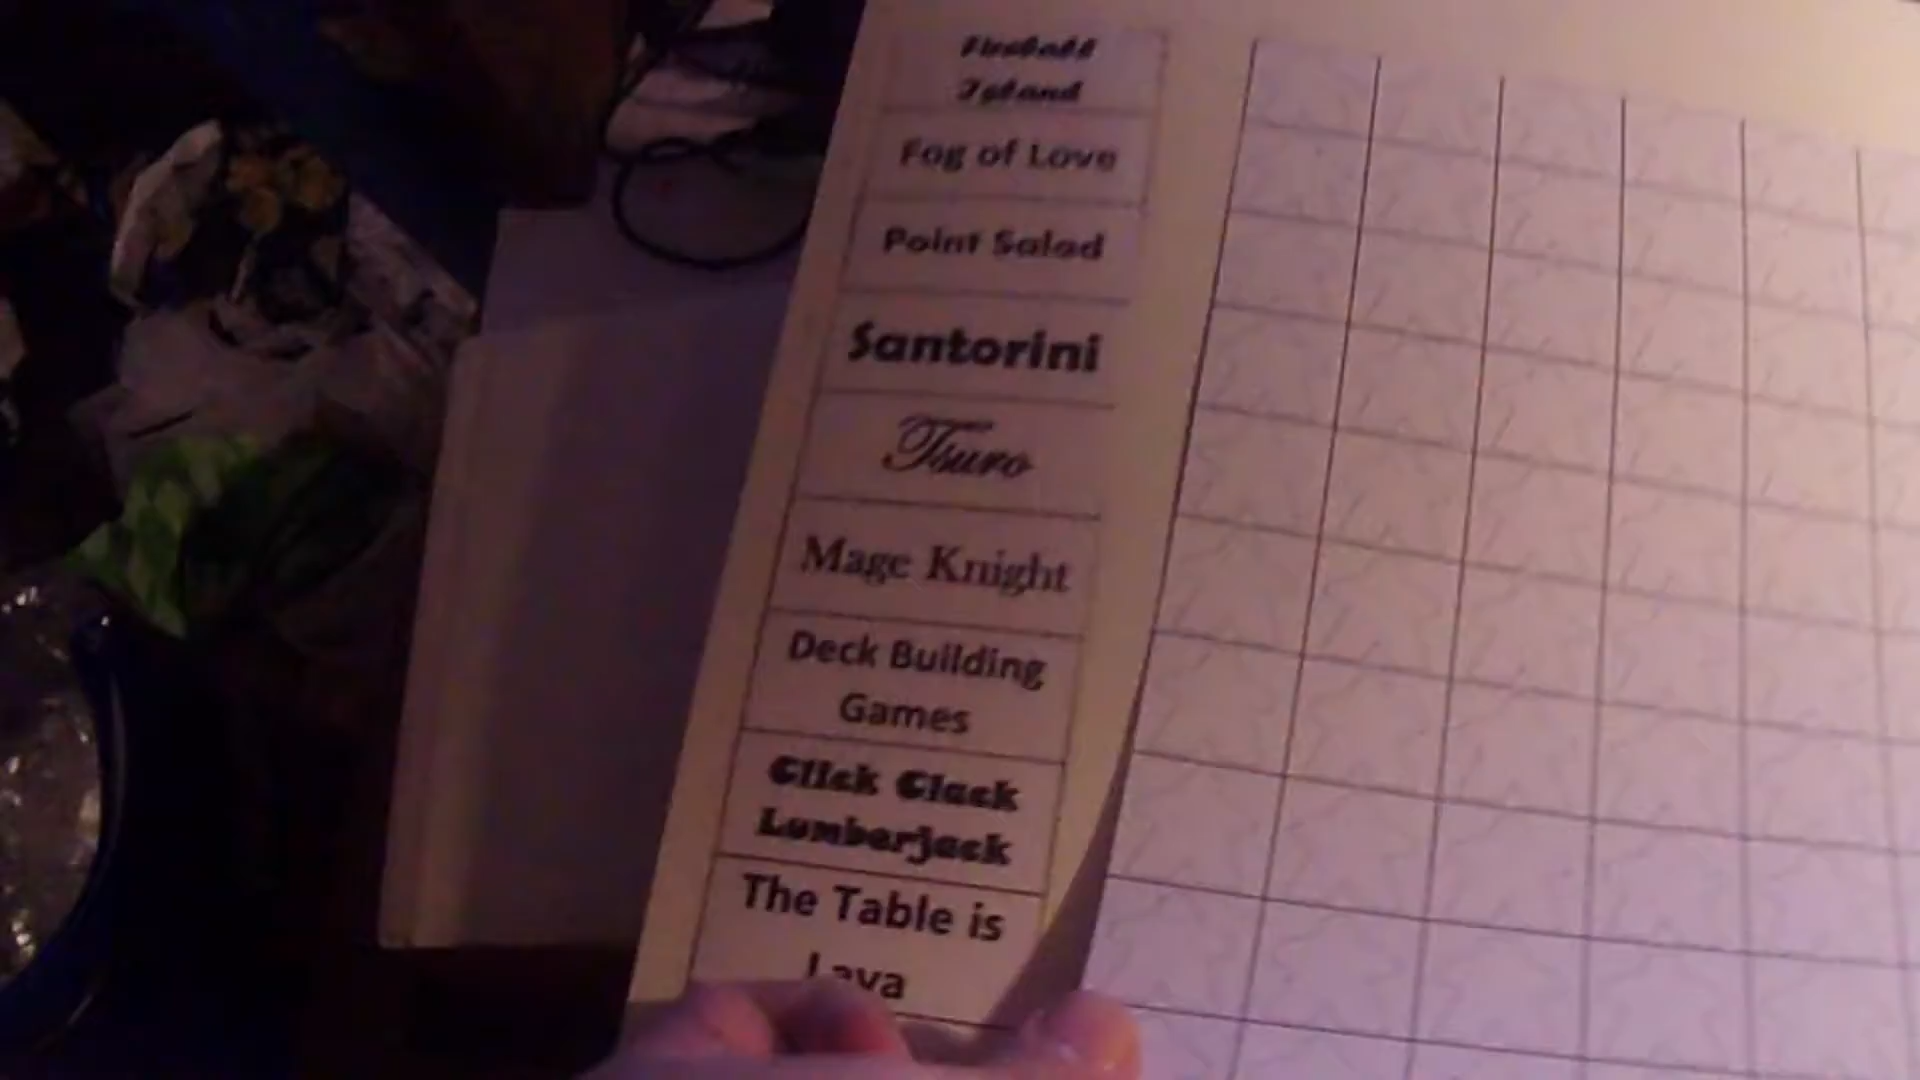 Fireball
Island
Fog of Love
Point Salad
Santorini
Tsuro
Mage Knight
Deck Building
Games
Click Clack
Lumberjack
The Table is
Lava